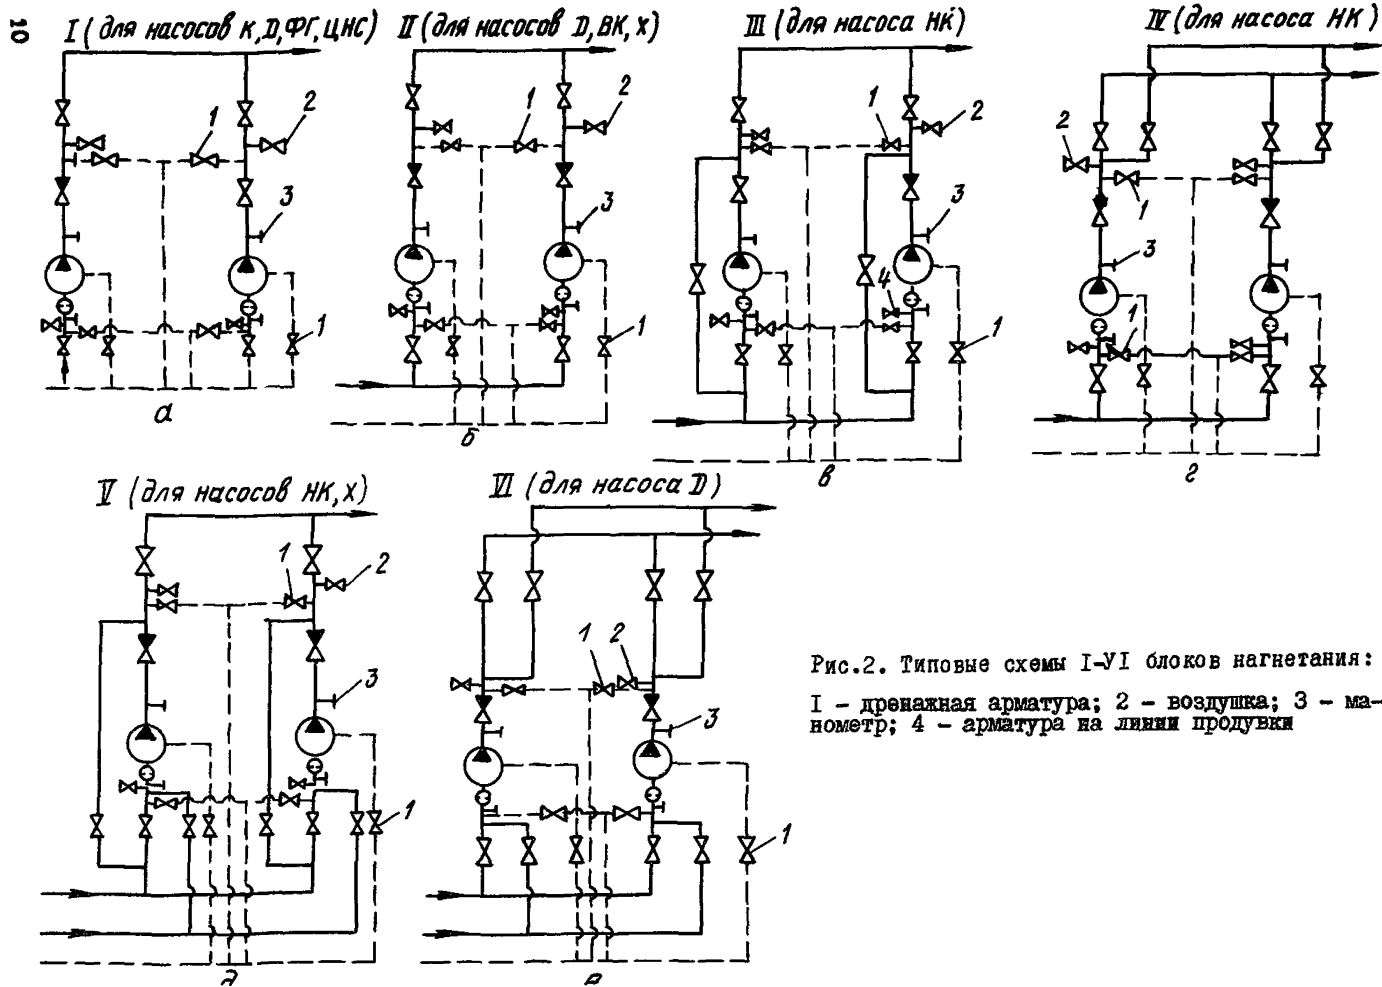 10
I (для насосов К, D, ФГ, ЦНС)
II (для насосов D, ВК, Х)
III (для насоса НК)
IV (для насоса НК)
1
2
3
1
а
1
2
3
1
б
1
2
3
4
1
в
2
1
3
1
г
V (для насосов НК, Х)
VI (для насоса D)
1
2
3
1
д
1
2
3
1
е
Рис.2. Типовые схемы I-УI блоков нагнетания:
I - дренажная арматура; 2 - воздушка; 3 - ма-
нометр; 4 - арматура на линии продувки